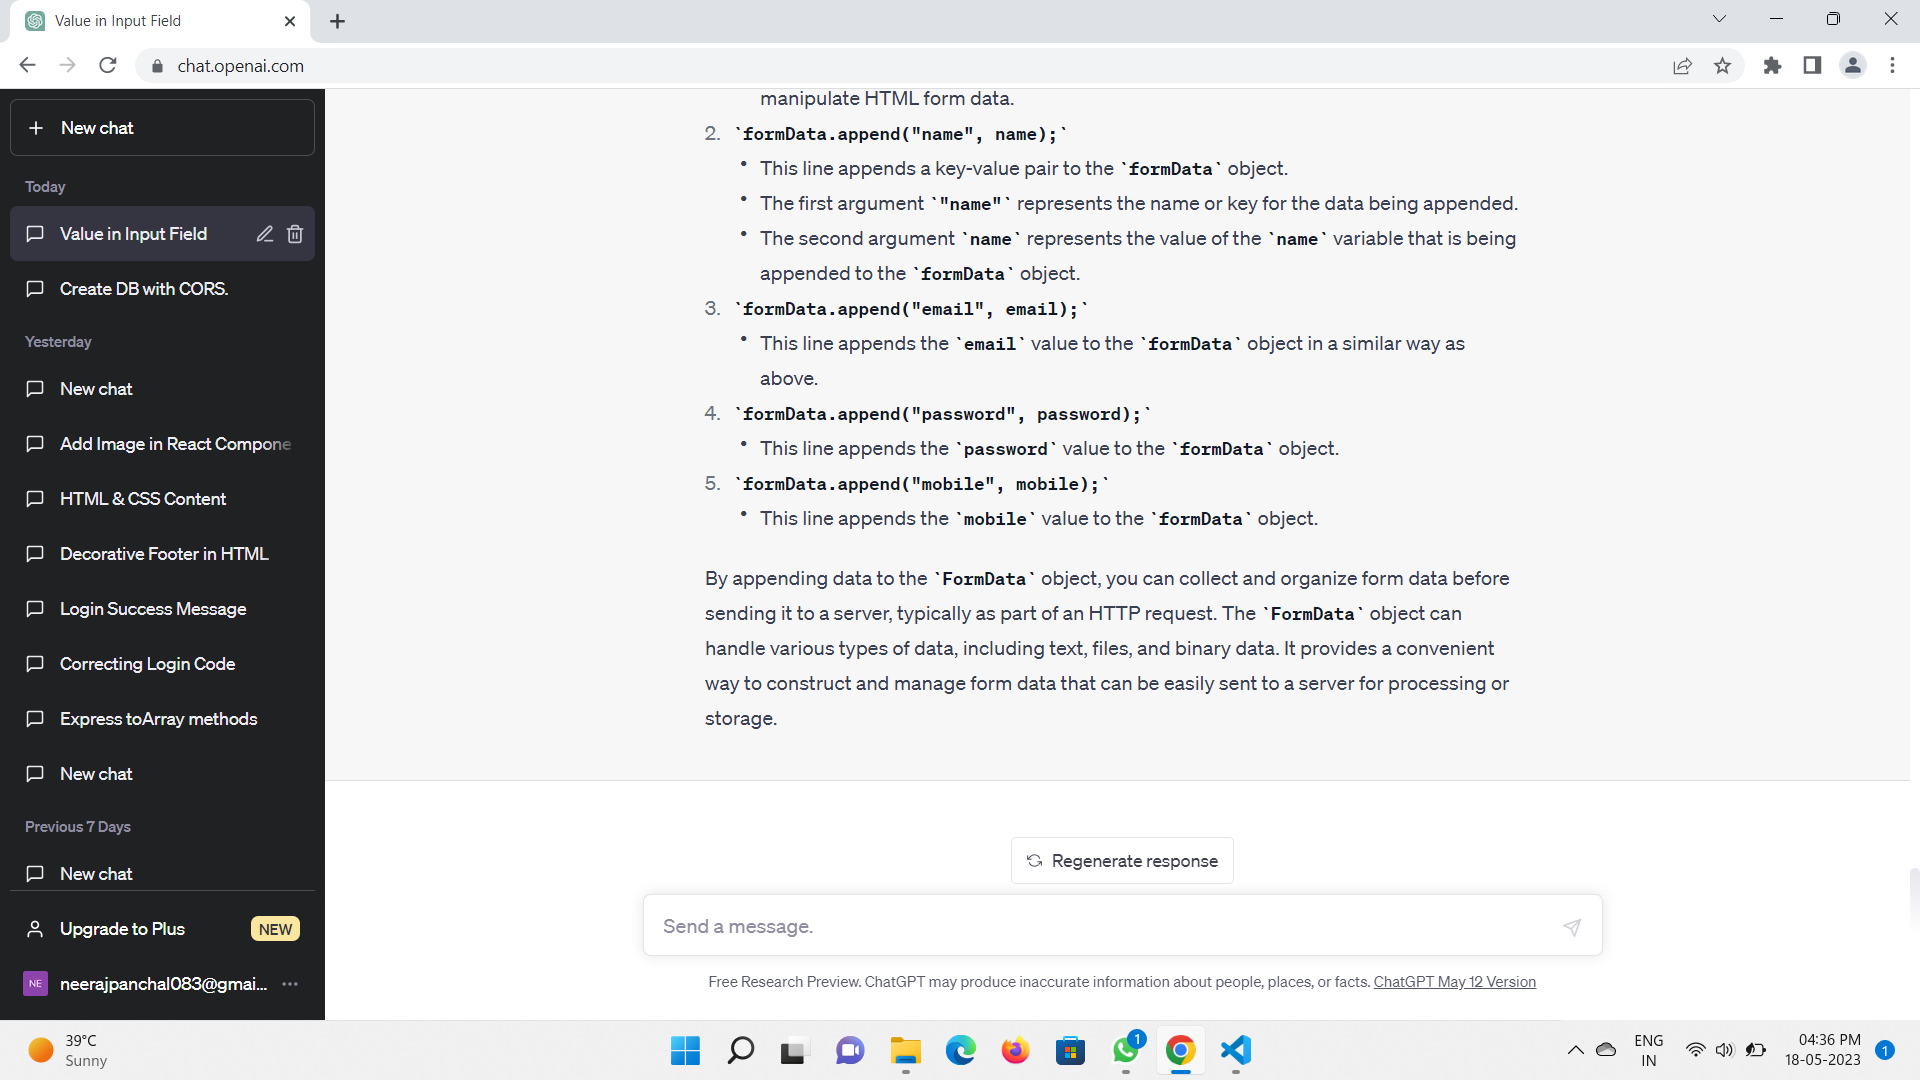 Value in Input Field
chat.openai.com
New chat
Today
Value in Input Field
Create DB with CORS.
Yesterday
New chat
Add Image in React Compone
HTML & CSS Content
Decorative Footer in HTML
Login Success Message
Correcting Login Code
Express toArray methods
New chat
Previous 7 Days
New chat
Upgrade to Plus NEW
NE neerajpanchal083@gmai...
manipulate HTML form data.
2. `formData.append("name", name);`
• This line appends a key-value pair to the `formData` object.
• The first argument `"name"` represents the name or key for the data being appended.
• The second argument `name` represents the value of the `name` variable that is being
appended to the `formData` object.
3. `formData.append("email", email);`
• This line appends the `email` value to the `formData` object in a similar way as
above.
4. `formData.append("password", password);`
• This line appends the `password` value to the `formData` object.
5. `formData.append("mobile", mobile);`
• This line appends the `mobile` value to the `formData` object.
By appending data to the `FormData` object, you can collect and organize form data before
sending it to a server, typically as part of an HTTP request. The `FormData` object can
handle various types of data, including text, files, and binary data. It provides a convenient
way to construct and manage form data that can be easily sent to a server for processing or
storage.
Regenerate response
Send a message.
Free Research Preview. ChatGPT may produce inaccurate information about people, places, or facts. ChatGPT May 12 Version
39°C
Sunny
1
ENG
IN
04:36 PM
18-05-2023
1